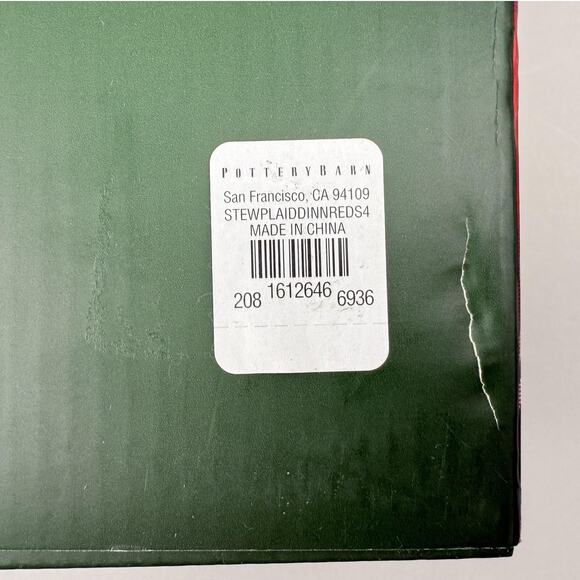 POTTERYBARN
San Francisco, CA 94109
STEWPLAIDDINNREDS4
MADE IN CHINA
208 1612646 6936